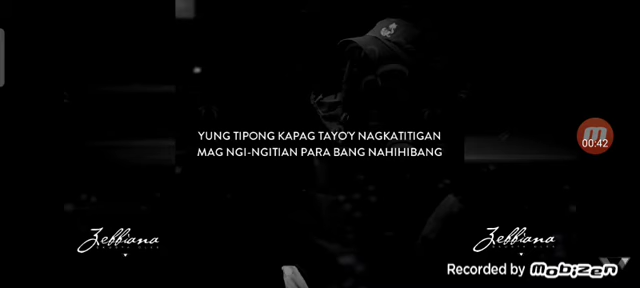 YUNG TIPONG KAPAG TAYO'Y NAGKATITIGAN
MAG NGI-NGITIAN PARA BANG NAHIHIBANG
00:42
Zebbiana
Zebbiana
Recorded by mobizen